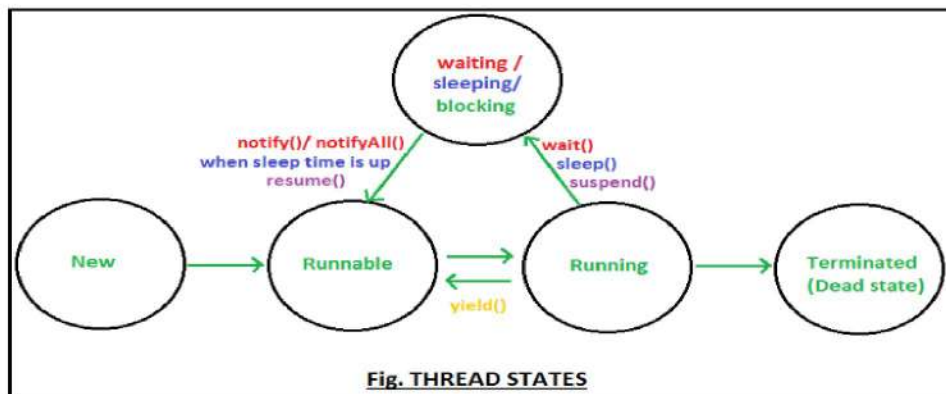 waiting /
sleeping/
blocking
notify()/ notifyAll()
when sleep time is up
resume()
wait()
sleep()
suspend()
New
Runnable
yield()
Running
Terminated
(Dead state)
Fig. THREAD STATES